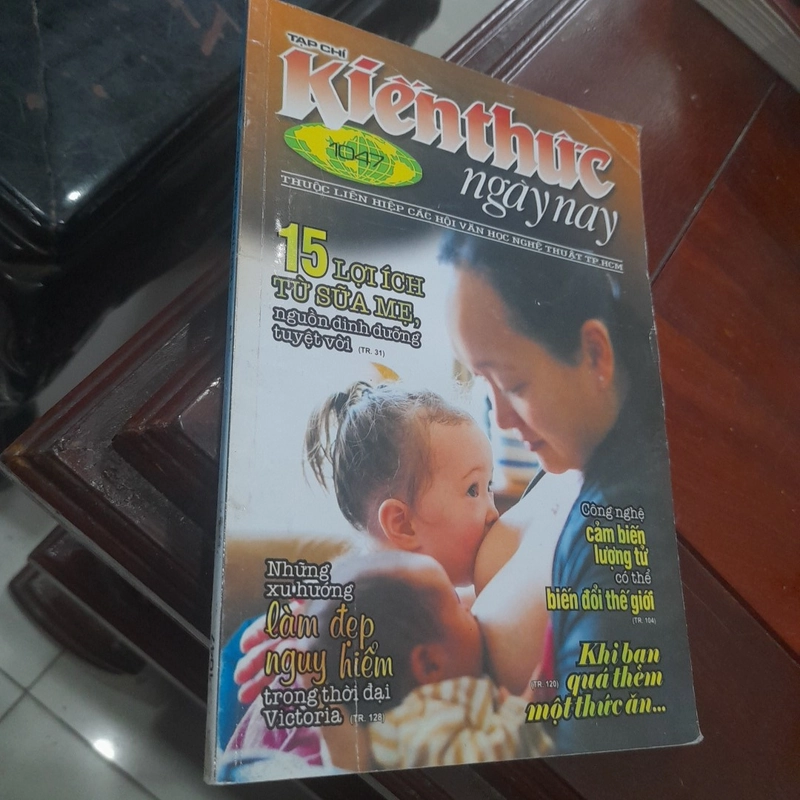 TẠP CHÍ
Kiến thức
1047
ngày nay
THUỘC LIÊN HIỆP CÁC HỘI VĂN HỌC NGHỆ THUẬT TP.HCM
15 LỢI ÍCH
TỪ SỮA MẸ,
nguồn dinh dưỡng
tuyệt vời (TR. 31)
Công nghệ
cảm biến
lượng tử
có thể
biến đổi thế giới
(TR. 104)
Những
xu hướng
làm đẹp
nguy hiểm
trong thời đại
Victoria (TR. 128)
Khi bạn
(TR. 120) quá thèm
một thức ăn...
1047